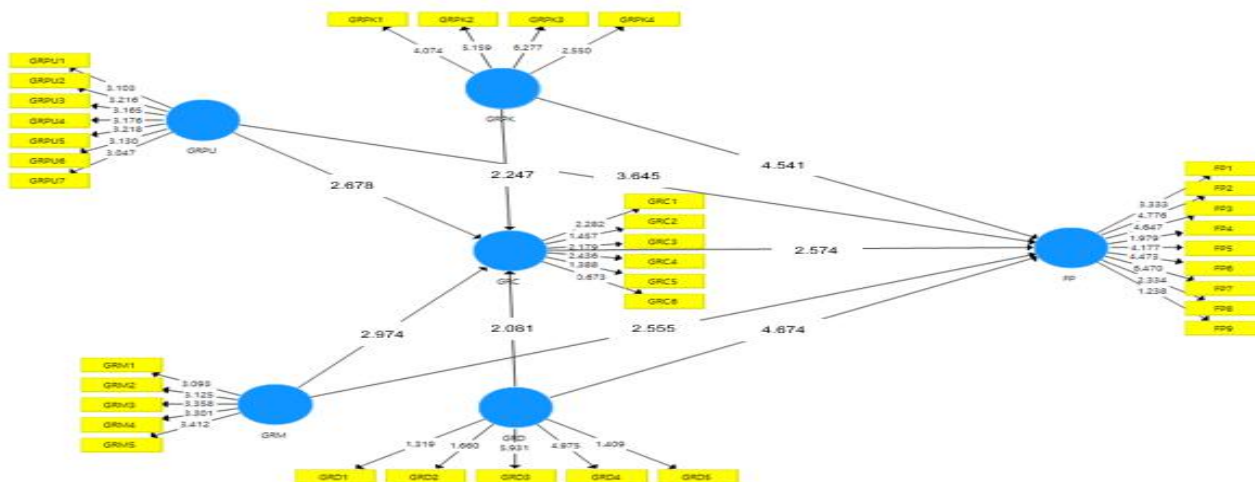 GRPK1 GRPK2 GRPK3 GRPK4
4.074 5.159 6.277 2.550
GRPK
GRPU1
GRPU2
GRPU3
GRPU4
GRPU5
GRPU6
GRPU7
3.103
3.216
3.165
3.176
3.218
3.130
3.047
GRPU
2.678
2.247
3.645
4.541
GRC1
GRC2
GRC3
GRC4
GRC5
GRC6
2.282
1.457
2.179
2.436
1.388
0.673
GRC
2.574
FP1
FP2
FP3
FP4
FP5
FP6
FP7
FP8
FP9
3.333
4.776
4.647
1.979
4.177
4.473
6.470
2.334
1.238
FP
2.974
2.081
2.555
4.674
GRM1
GRM2
GRM3
GRM4
GRM5
3.093
3.125
3.358
3.301
3.412
GRM
GRD
1.319 1.660 5.931 4.975 1.409
GRD1 GRD2 GRD3 GRD4 GRD5